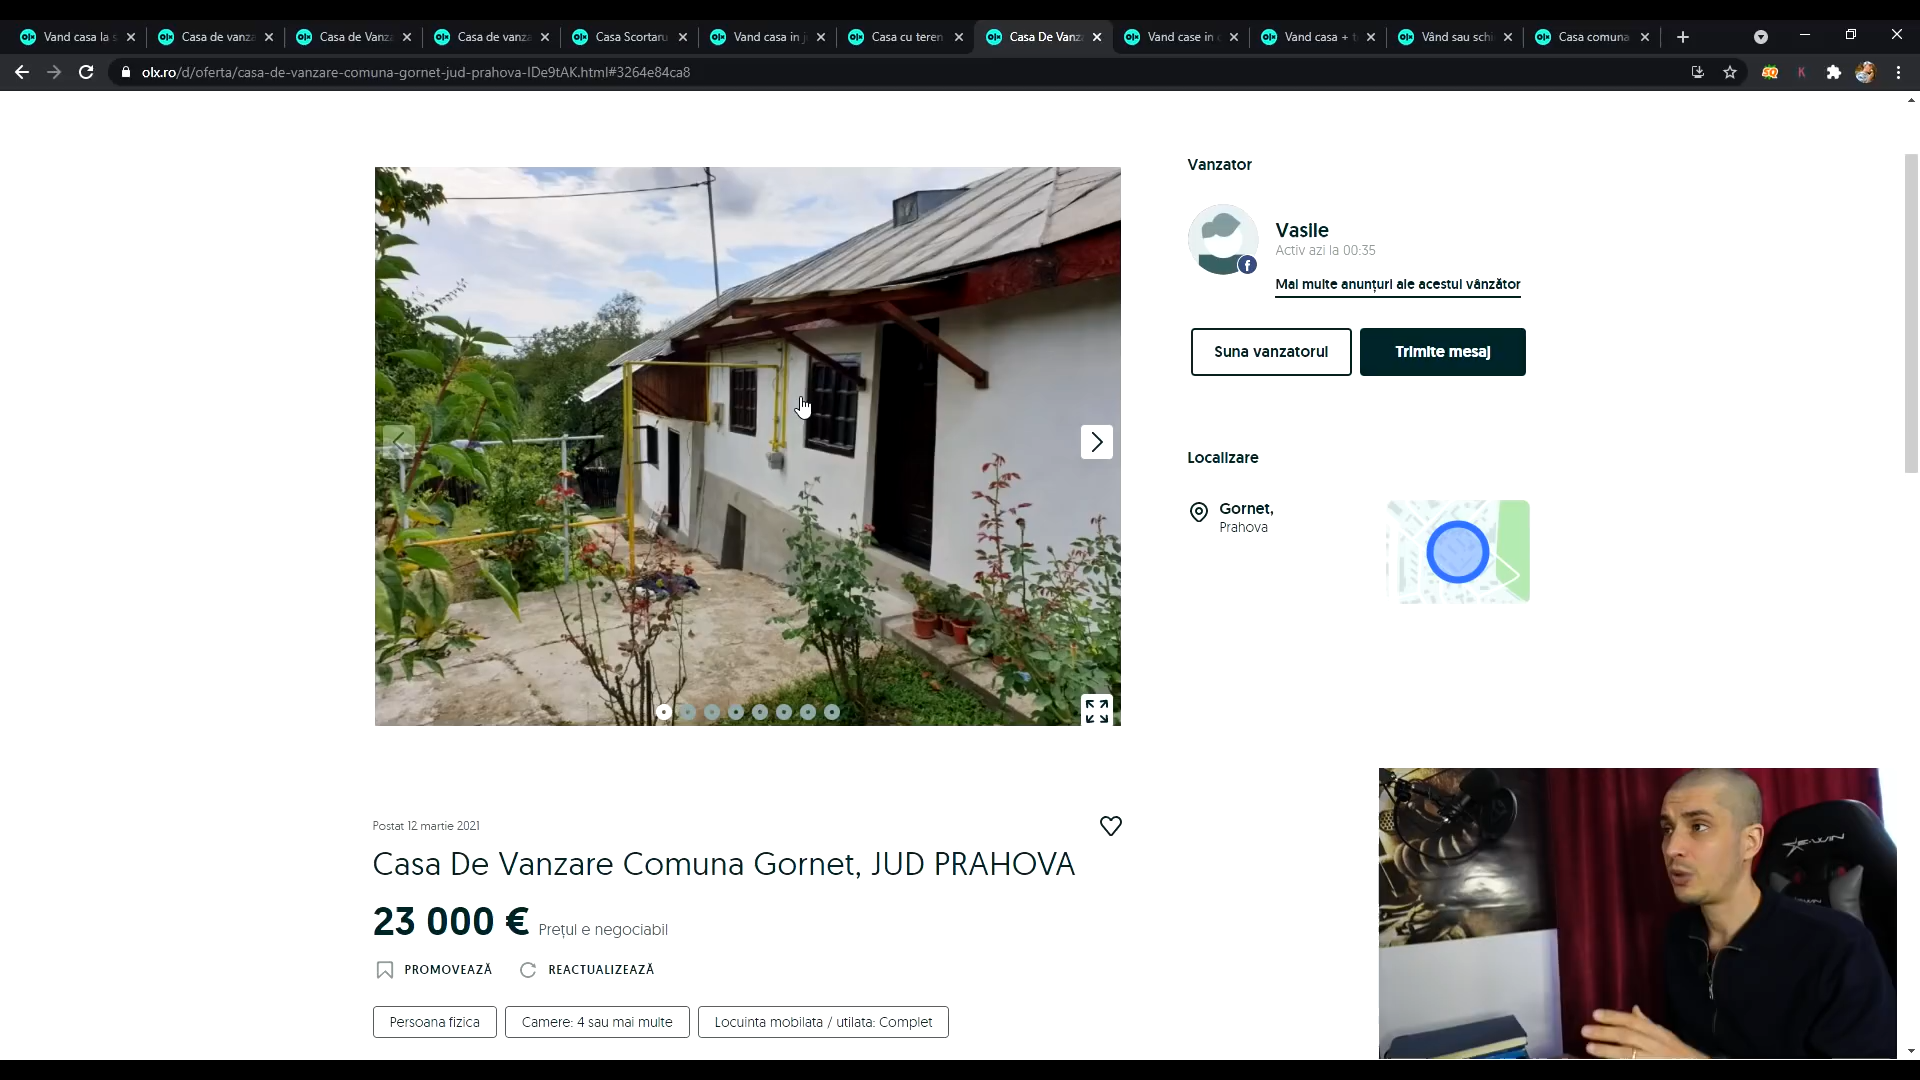 Vand casa la s
Casa de vanza
Casa de Vanz
Casa de vanza
Casa Scortaru
Vand casa in j
Casa cu teren
Casa De Vanz
Vand case in c
Vand casa + t
Vând sau schi
Casa comuna
olx.ro/d/oferta/casa-de-vanzare-comuna-gornet-jud-prahova-IDe9tAK.html#3264e84ca8
Vanzator
Vasile
Activ azi la 00:35
Mai multe anunțuri ale acestui vânzător
Suna vanzatorul
Trimite mesaj
Localizare
Gornet,
Prahova
Postat 12 martie 2021
Casa De Vanzare Comuna Gornet, JUD PRAHOVA
23 000 € Prețul e negociabil
PROMOVEAZĂ
REACTUALIZEAZĂ
Persoana fizica
Camere: 4 sau mai multe
Locuinta mobilata / utilata: Complet